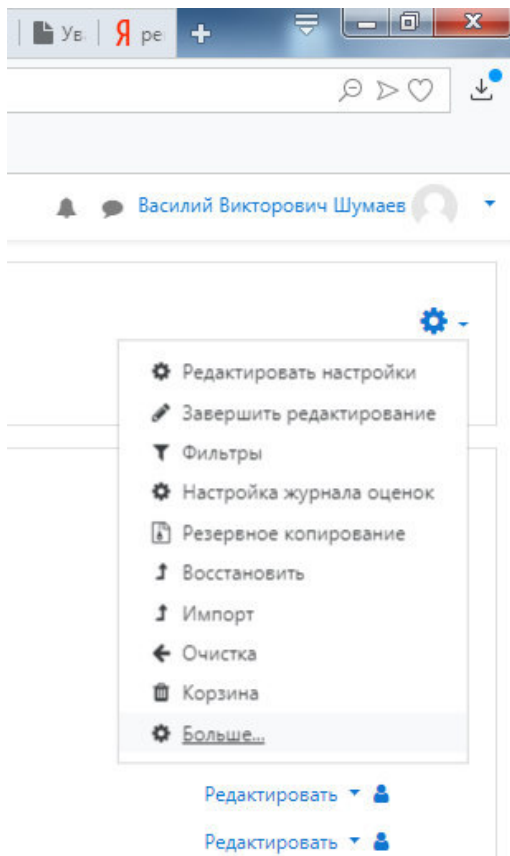 Ув Я ре
Василий Викторович Шумаев
Редактировать настройки
Завершить редактирование
Фильтры
Настройка журнала оценок
Резервное копирование
Восстановить
Импорт
Очистка
Корзина
Больше...
Редактировать
Редактировать